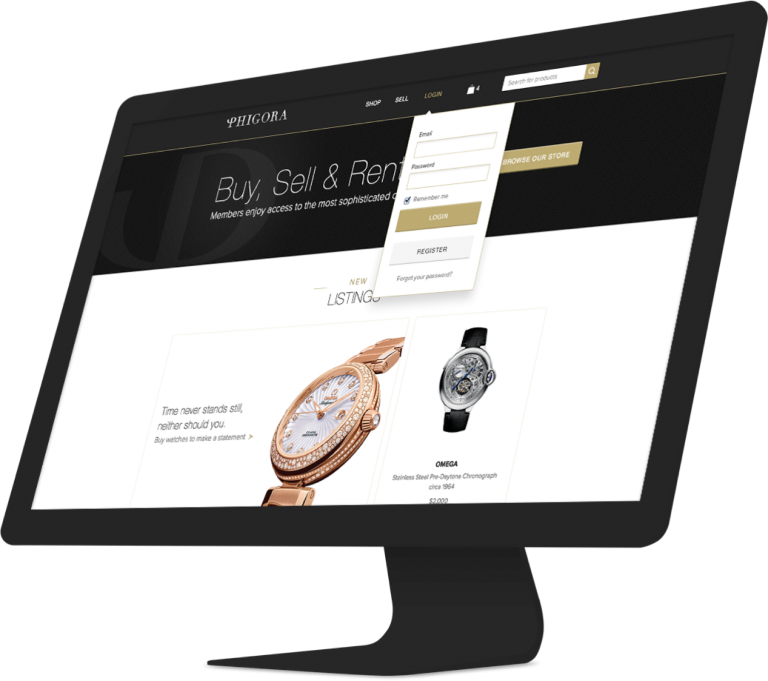 PHIGORA
SHOP
SELL
LOGIN
4
Search for products
Email
Password
Remember me
LOGIN
REGISTER
Forgot your password?
Buy, Sell & Rent
Members enjoy access to the most sophisticated
BROWSE OUR STORE
NEW
LISTINGS
Time never stands still,
neither should you.
Buy watches to make a statement >
OMEGA
Stainless Steel Pre-Daytona Chronograph
circa 1964
$2,000